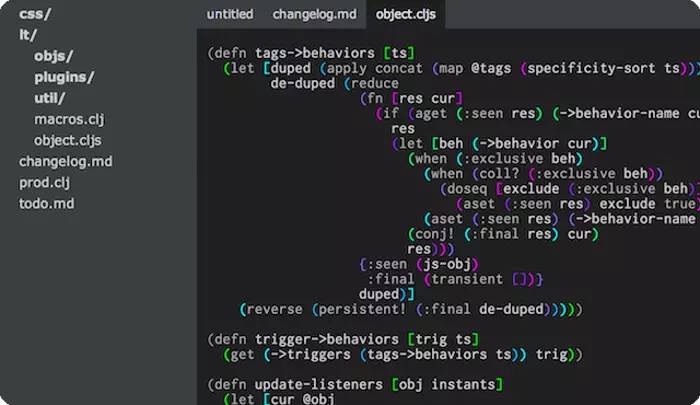 css/
lt/
objs/
plugins/
util/
macros.clj
object.cljs
changelog.md
prod.clj
todo.md
untitled changelog.md object.cljs
(defn tags->behaviors [ts]
(let [duped (apply concat (map @tags (specificity-sort ts)))
de-duped (reduce
(fn [res cur]
(if (aget (:seen res) (->behavior-name cu
res
(let [beh (->behavior cur)]
(when (:exclusive beh)
(when (coll? (:exclusive beh))
(doseq [exclude (:exclusive beh)]
(aset (:seen res) exclude true)
(aset (:seen res) (->behavior-name
(conj! (:final res) cur)
res)))
{:seen (js-obj)
:final (transient [])}
duped)]
(reverse (persistent! (:final de-duped)))))
(defn trigger->behaviors [trig ts]
(get (->triggers (tags->behaviors ts)) trig))
(defn update-listeners [obj instants]
(let [cur @obj